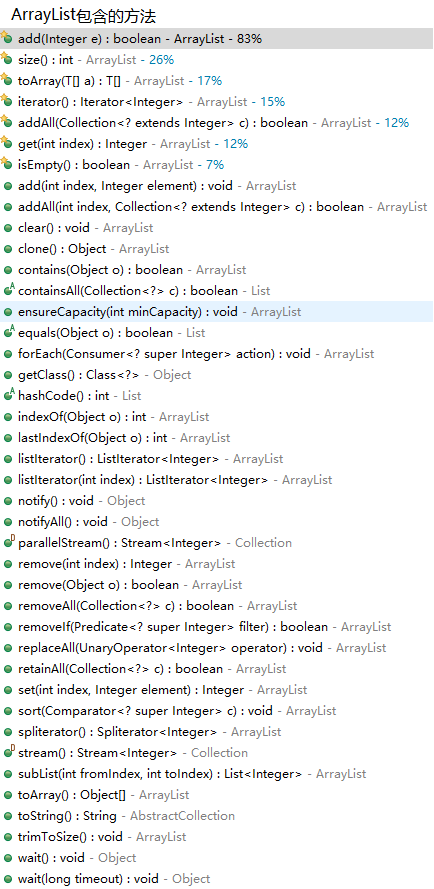 ArrayList包含的方法
add(Integer e) : boolean - ArrayList - 83%
size() : int - ArrayList - 26%
toArray(T[] a) : T[] - ArrayList - 17%
iterator() : Iterator<Integer> - ArrayList - 15%
addAll(Collection<? extends Integer> c) : boolean - ArrayList - 12%
get(int index) : Integer - ArrayList - 12%
isEmpty() : boolean - ArrayList - 7%
add(int index, Integer element) : void - ArrayList
addAll(int index, Collection<? extends Integer> c) : boolean - ArrayList
clear() : void - ArrayList
clone() : Object - ArrayList
contains(Object o) : boolean - ArrayList
containsAll(Collection<?> c) : boolean - List
ensureCapacity(int minCapacity) : void - ArrayList
equals(Object o) : boolean - List
forEach(Consumer<? super Integer> action) : void - ArrayList
getClass() : Class<?> - Object
hashCode() : int - List
indexOf(Object o) : int - ArrayList
lastIndexOf(Object o) : int - ArrayList
listIterator() : ListIterator<Integer> - ArrayList
listIterator(int index) : ListIterator<Integer> - ArrayList
notify() : void - Object
notifyAll() : void - Object
parallelStream() : Stream<Integer> - Collection
remove(int index) : Integer - ArrayList
remove(Object o) : boolean - ArrayList
removeAll(Collection<?> c) : boolean - ArrayList
removeIf(Predicate<? super Integer> filter) : boolean - ArrayList
replaceAll(UnaryOperator<Integer> operator) : void - ArrayList
retainAll(Collection<?> c) : boolean - ArrayList
set(int index, Integer element) : Integer - ArrayList
sort(Comparator<? super Integer> c) : void - ArrayList
spliterator() : Spliterator<Integer> - ArrayList
stream() : Stream<Integer> - Collection
subList(int fromIndex, int toIndex) : List<Integer> - ArrayList
toArray() : Object[] - ArrayList
toString() : String - AbstractCollection
trimToSize() : void - ArrayList
wait() : void - Object
wait(long timeout) : void - Object